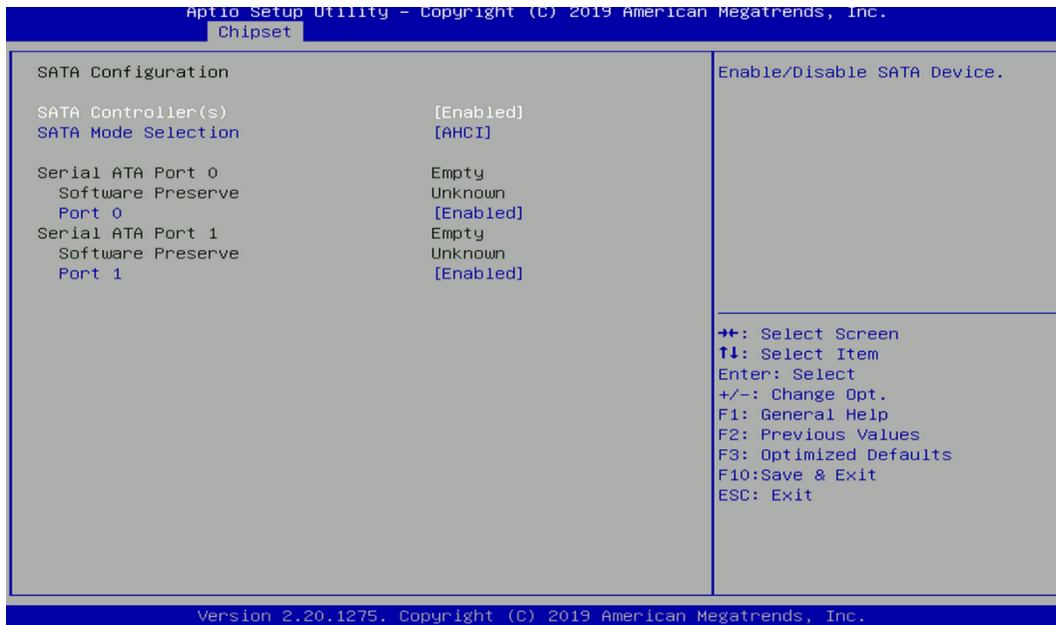 Aptio Setup Utility – Copyright (C) 2019 American Megatrends, Inc.
Chipset
SATA Configuration
SATA Controller(s) [Enabled]
SATA Mode Selection [AHCI]
Serial ATA Port 0 Empty
Software Preserve Unknown
Port 0 [Enabled]
Serial ATA Port 1 Empty
Software Preserve Unknown
Port 1 [Enabled]
Enable/Disable SATA Device.
→←: Select Screen
↑↓: Select Item
Enter: Select
+/-: Change Opt.
F1: General Help
F2: Previous Values
F3: Optimized Defaults
F10:Save & Exit
ESC: Exit
Version 2.20.1275. Copyright (C) 2019 American Megatrends, Inc.